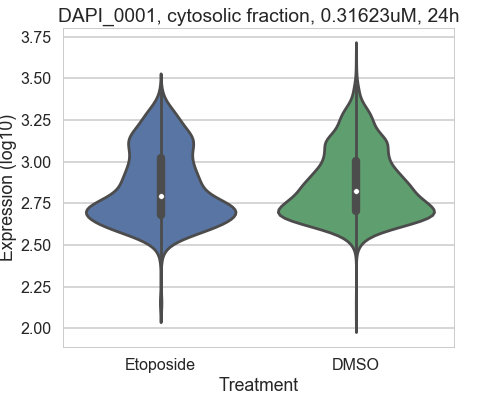 DAPI_0001, cytosolic fraction, 0.31623uM, 24h
3.75
3.50
3.25
3.00
2.75
2.50
2.25
2.00
Expression (log10)
Etoposide
DMSO
Treatment